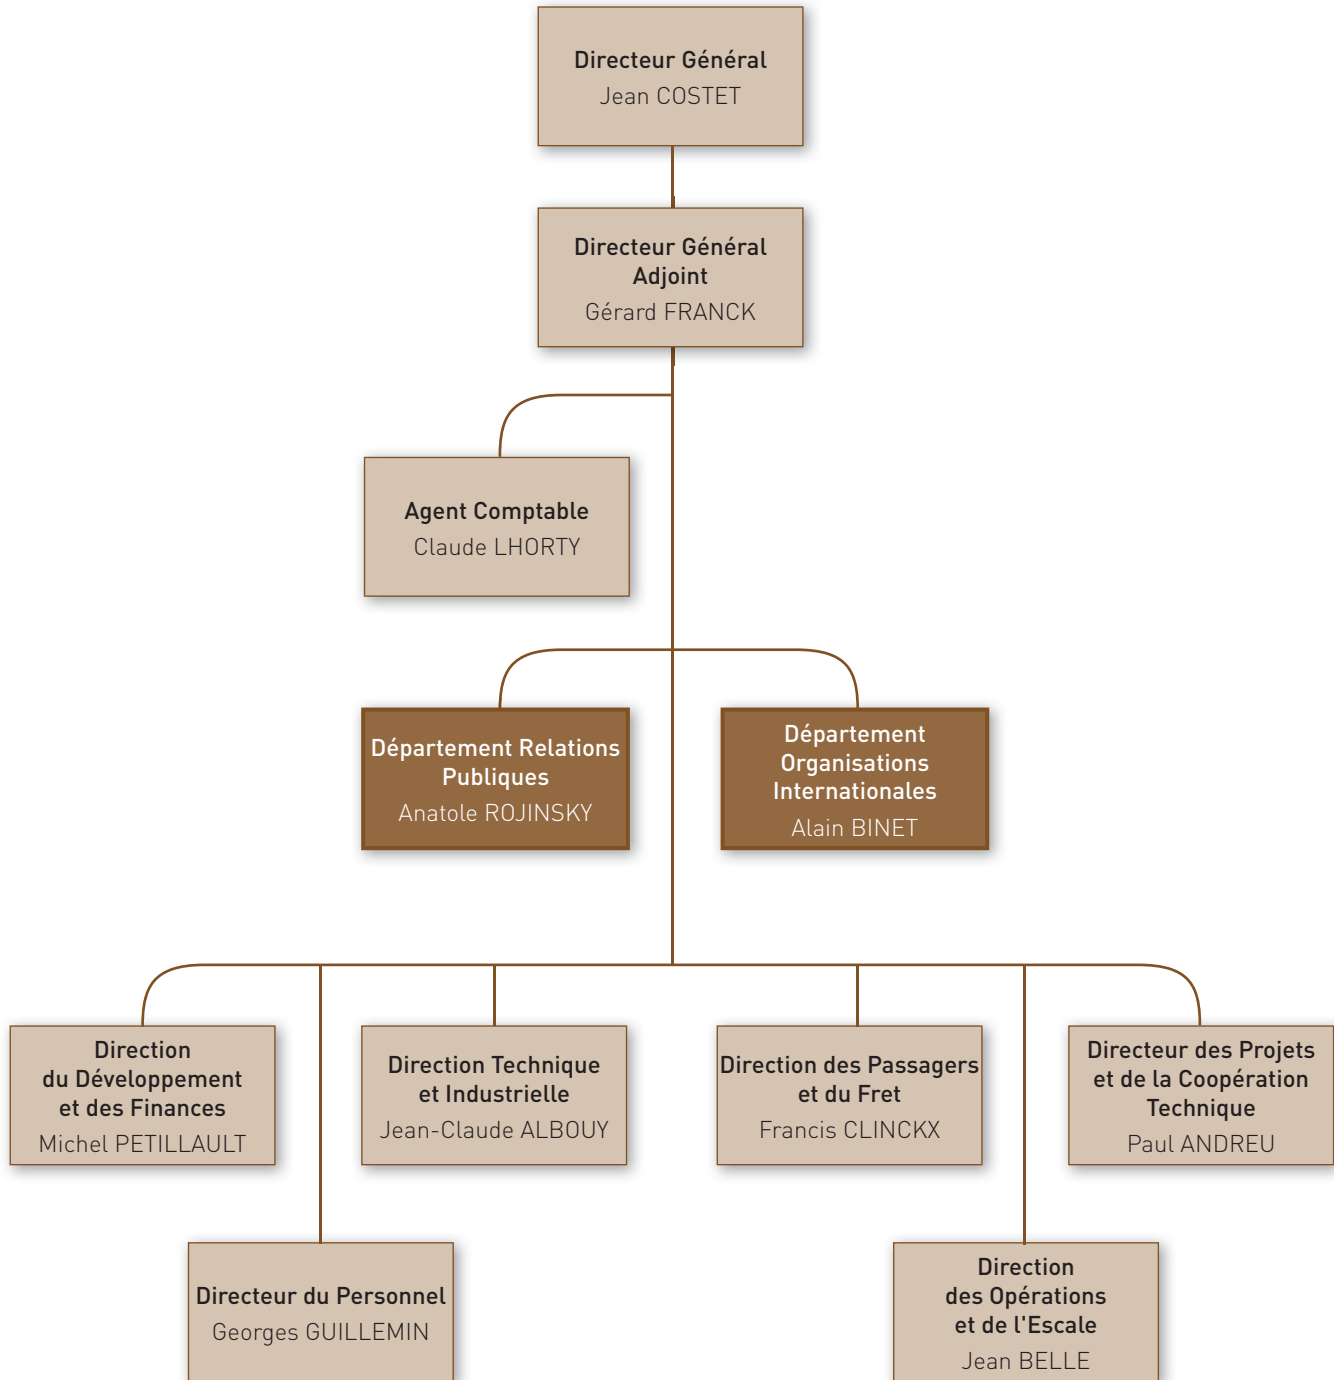 Directeur Général
Jean COSTET
Directeur Général
Adjoint
Gérard FRANCK
Agent Comptable
Claude LHORTY
Département Relations
Publiques
Anatole ROJINSKY
Département
Organisations
Internationales
Alain BINET
Direction
du Développement
et des Finances
Michel PETILLAULT
Direction Technique
et Industrielle
Jean-Claude ALBOUY
Direction des Passagers
et du Fret
Francis CLINCKX
Directeur des Projets
et de la Coopération
Technique
Paul ANDREU
Directeur du Personnel
Georges GUILLEMIN
Direction
des Opérations
et de l'Escale
Jean BELLE